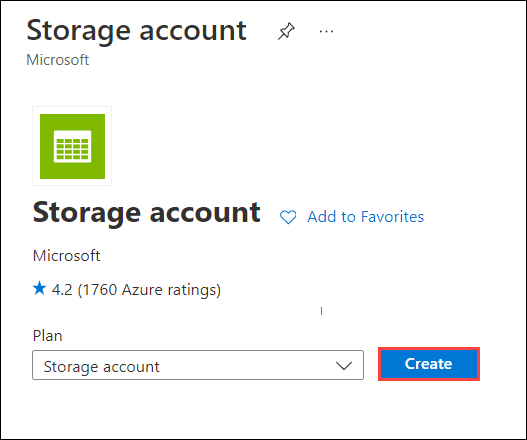 Storage account
Microsoft
Storage account
Add to Favorites
Microsoft
4.2 (1760 Azure ratings)
Plan
Storage account
Create